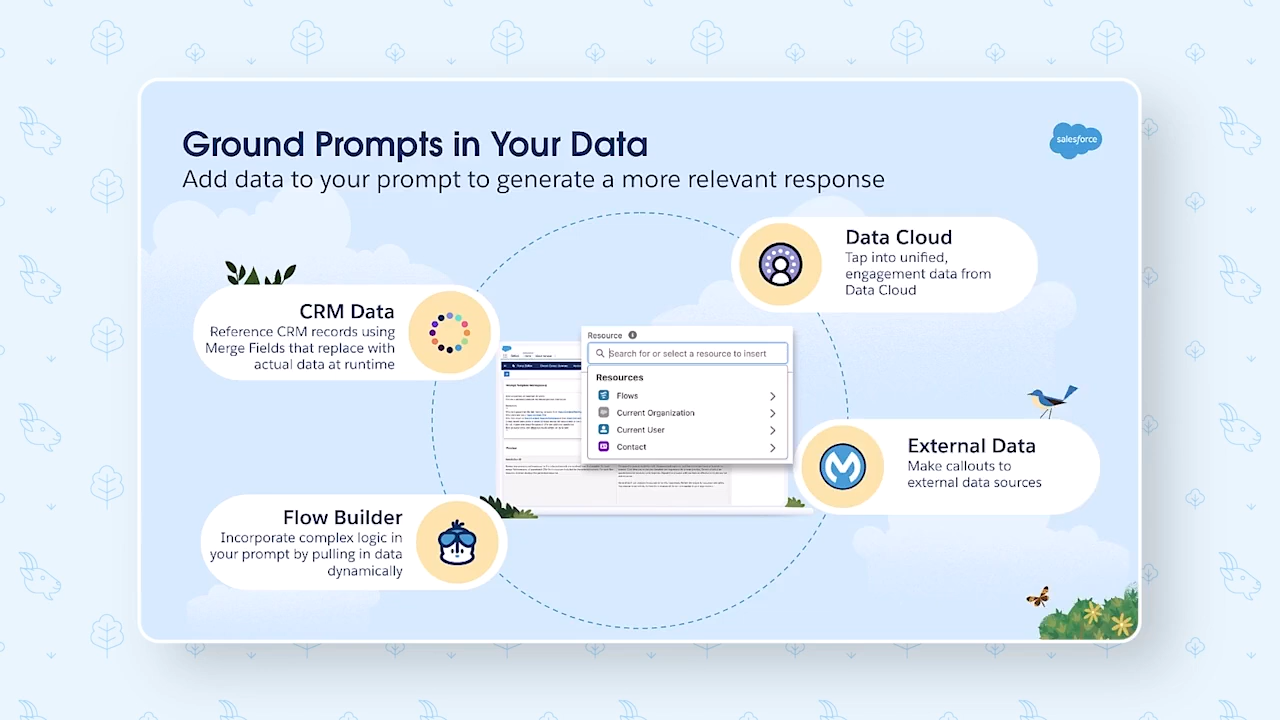 Ground Prompts in Your Data
Add data to your prompt to generate a more relevant response
salesforce
CRM Data
Reference CRM records using
Merge Fields that replace with
actual data at runtime
Data Cloud
Tap into unified,
engagement data from
Data Cloud
Resource
Search for or select a resource to insert
Resources
Flows
Current Organization
Current User
Contact
External Data
Make callouts to
external data sources
Flow Builder
Incorporate complex logic in
your prompt by pulling in data
dynamically